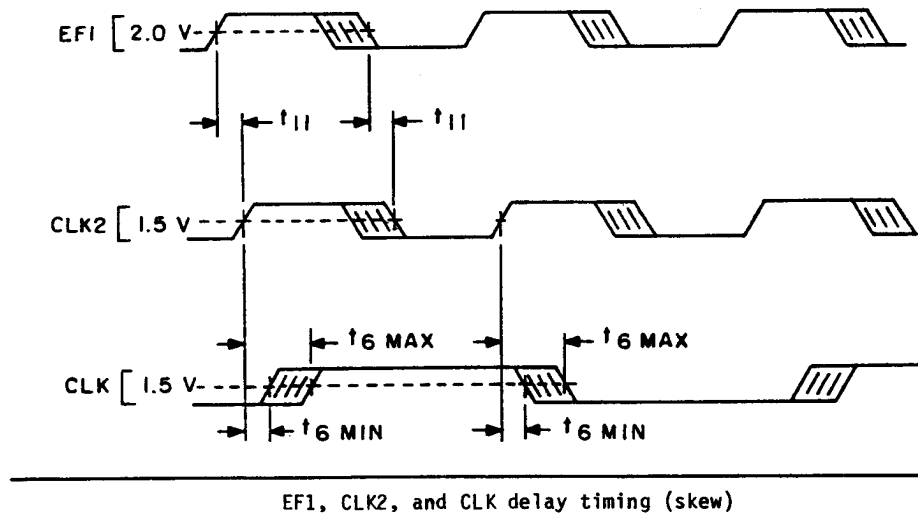 EF1 [ 2.0 V
t11
t11
CLK2 [ 1.5 V
t6 MAX
t6 MAX
CLK [ 1.5 V
t6 MIN
t6 MIN
EF1, CLK2, and CLK delay timing (skew)